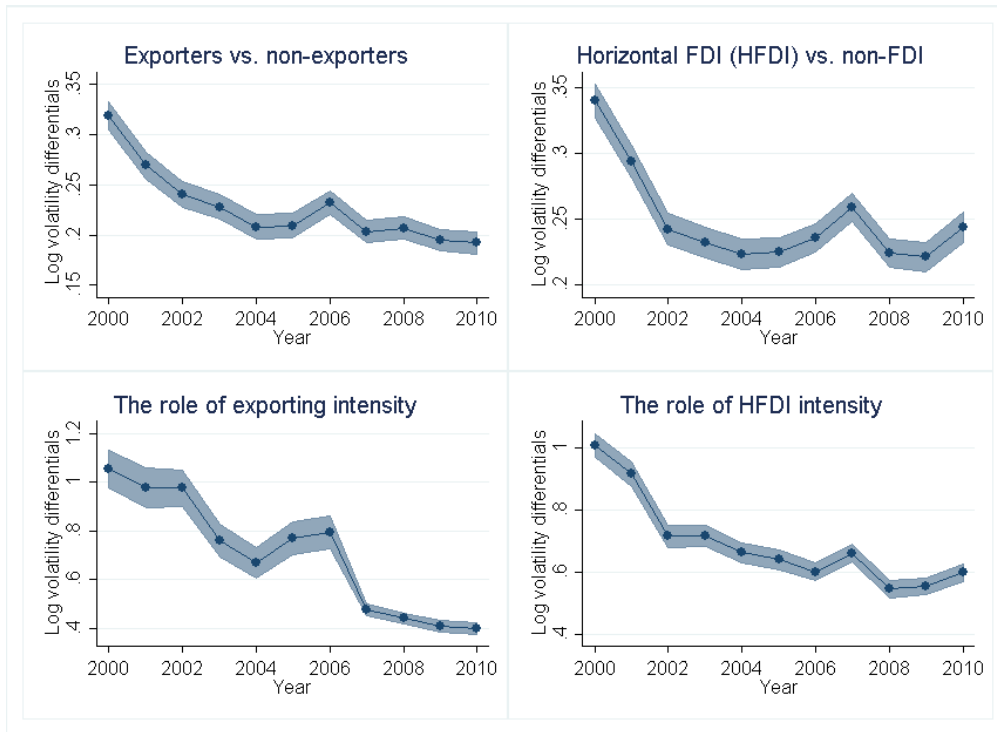 Exporters vs. non-exporters
Log volatility differentials
.35
.3
.25
.2
.15
2000 2002 2004 2006 2008 2010
Year
Horizontal FDI (HFDI) vs. non-FDI
Log volatility differentials
.35
.3
.25
.2
2000 2002 2004 2006 2008 2010
Year
The role of exporting intensity
Log volatility differentials
1.2
1
.8
.6
.4
2000 2002 2004 2006 2008 2010
Year
The role of HFDI intensity
Log volatility differentials
1
.8
.6
.4
2000 2002 2004 2006 2008 2010
Year